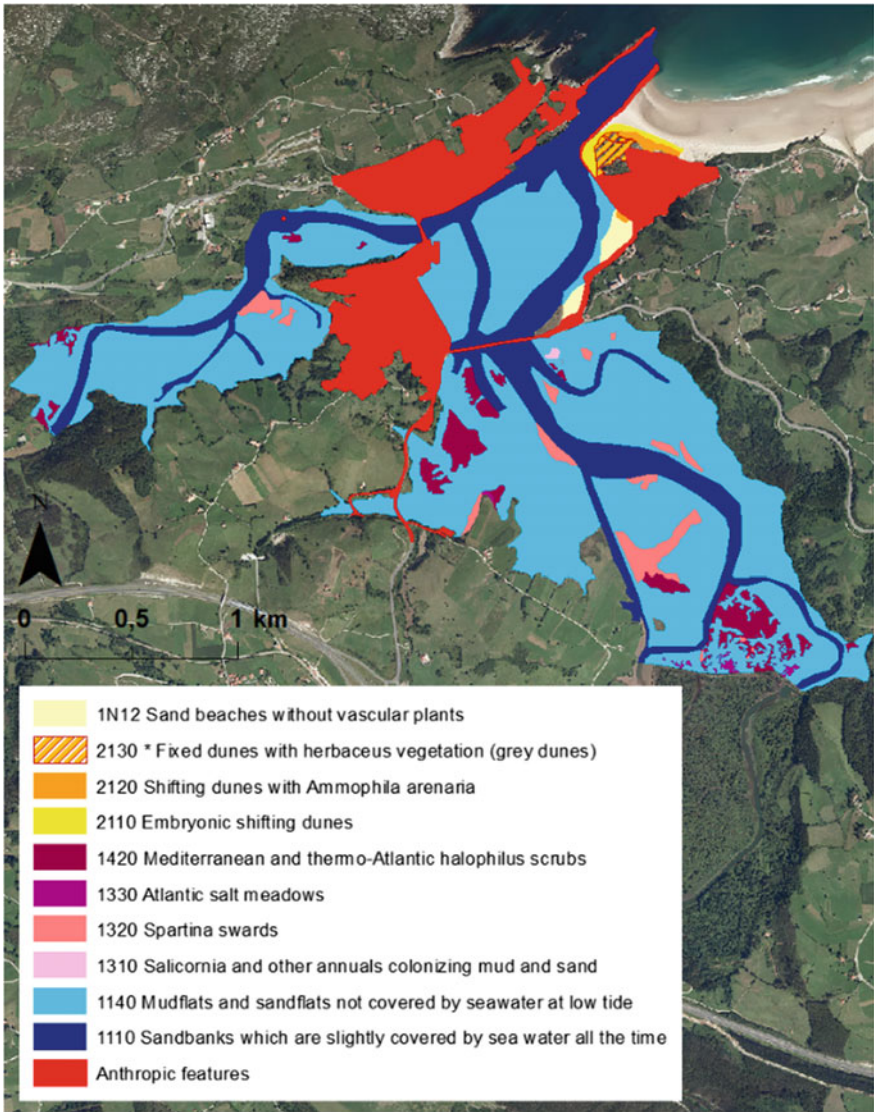 N
0 0,5 1 km
1N12 Sand beaches without vascular plants
2130 * Fixed dunes with herbaceus vegetation (grey dunes)
2120 Shifting dunes with Ammophila arenaria
2110 Embryonic shifting dunes
1420 Mediterranean and thermo-Atlantic halophilus scrubs
1330 Atlantic salt meadows
1320 Spartina swards
1310 Salicornia and other annuals colonizing mud and sand
1140 Mudflats and sandflats not covered by seawater at low tide
1110 Sandbanks which are slightly covered by sea water all the time
Anthropic features